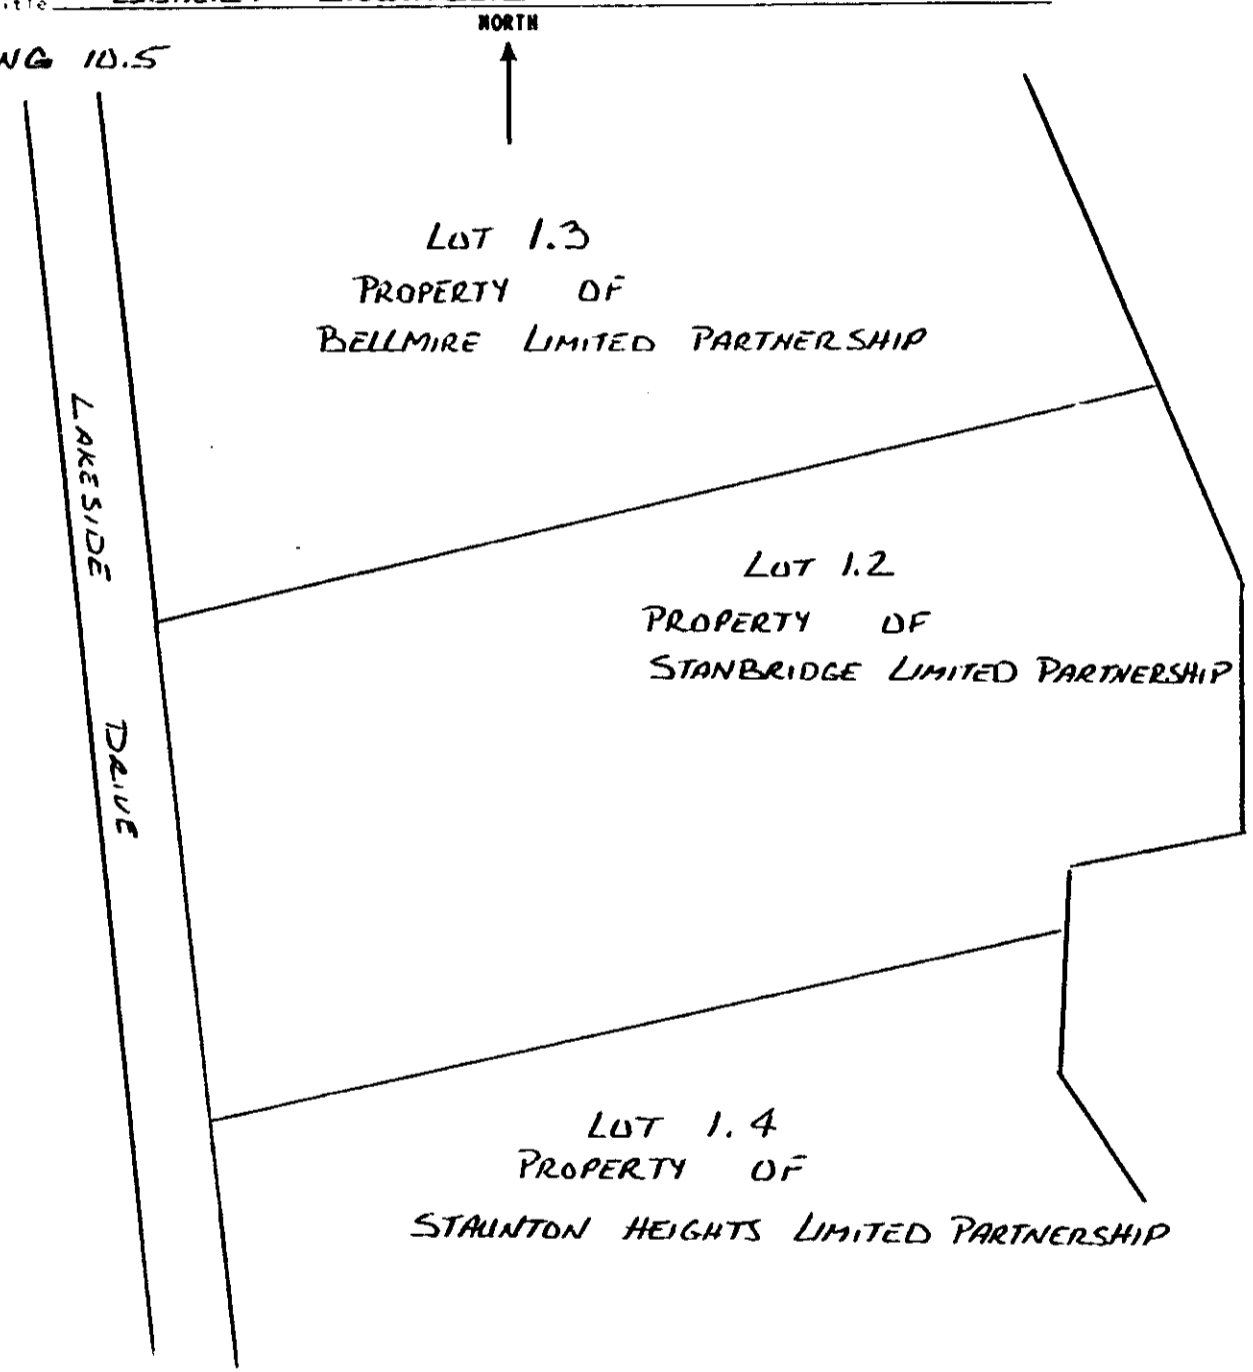 NORTH
10.5
LOT 1.3
PROPERTY OF
BELLMIRE LIMITED PARTNERSHIP
LAKESIDE DRIVE
LOT 1.2
PROPERTY OF
STANBRIDGE LIMITED PARTNERSHIP
LOT 1.4
PROPERTY OF
STAUNTON HEIGHTS LIMITED PARTNERSHIP